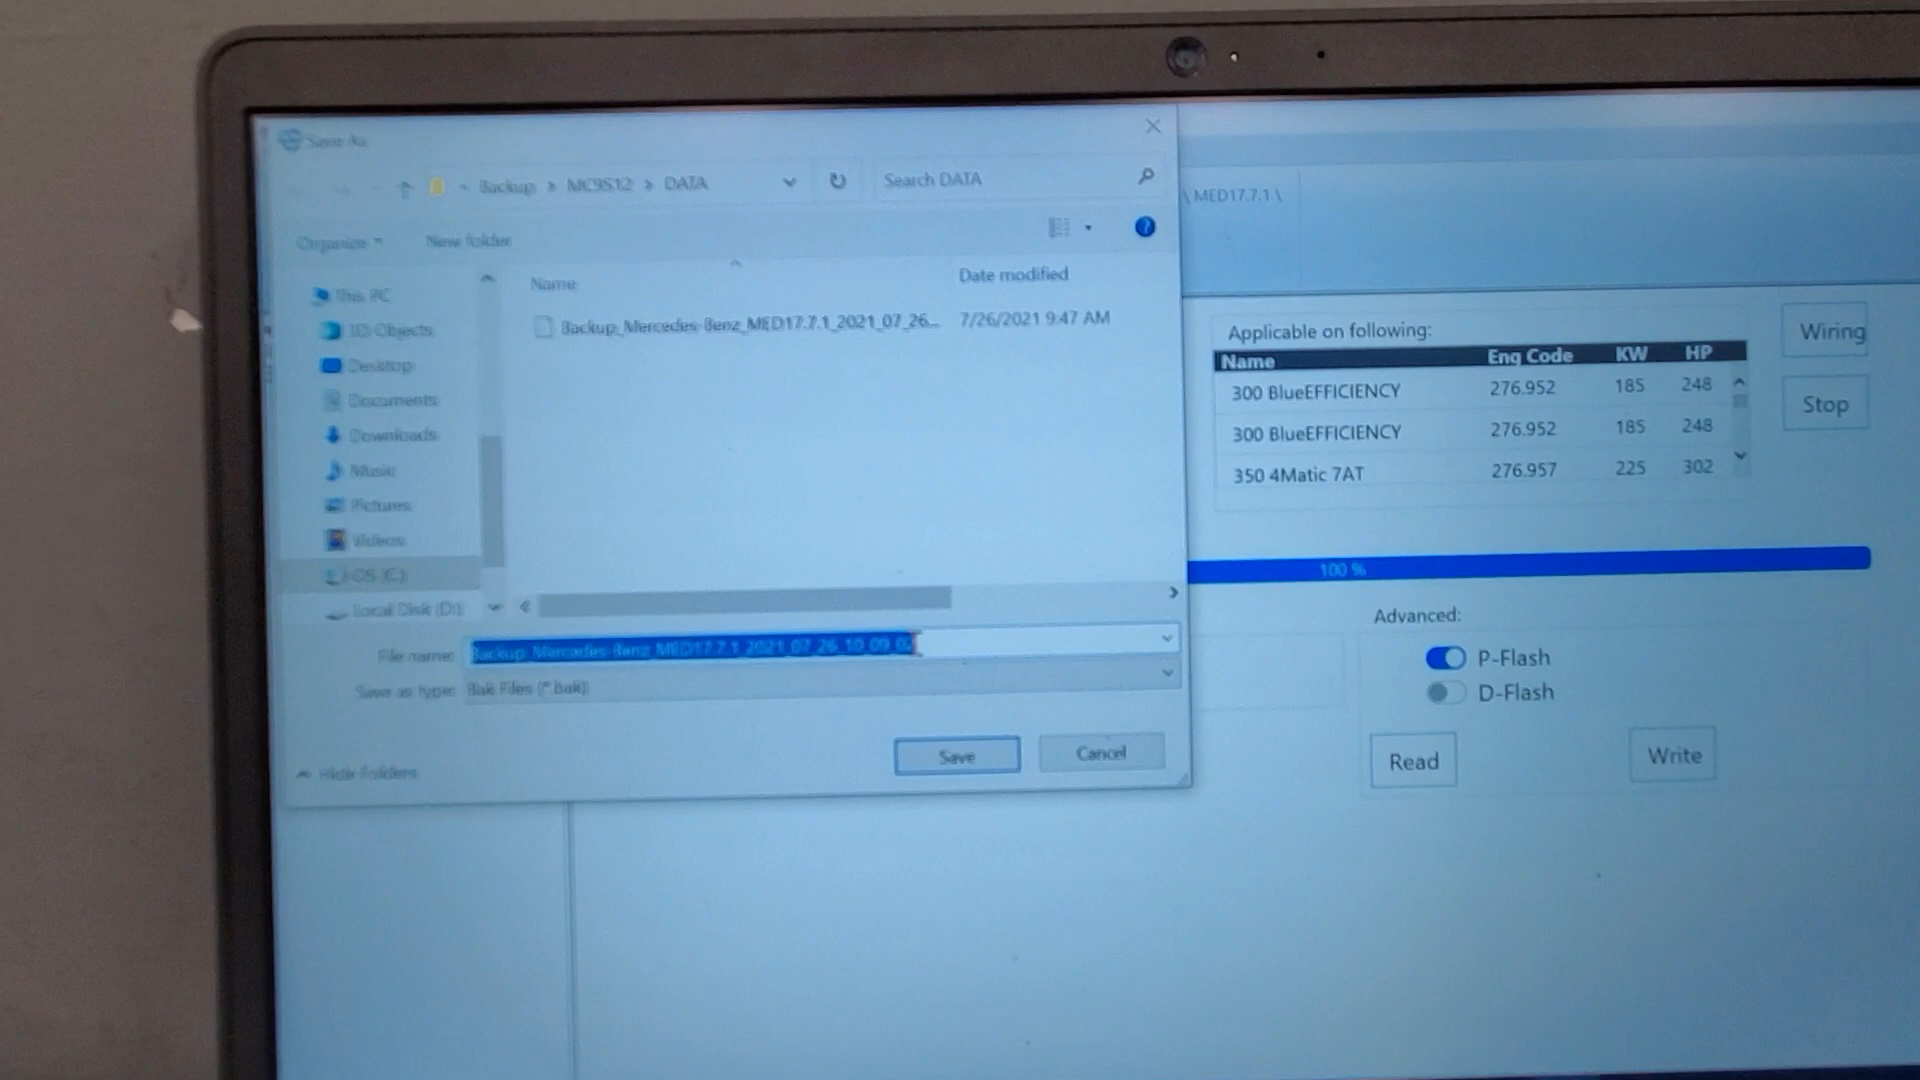 Save As
Backup › MC9S12 › DATA
Search DATA
Organize
New folder
This PC
3D Objects
Desktop
Documents
Downloads
Music
Pictures
Videos
OS (C:)
Local Disk (D:)
Name
Date modified
Backup_Mercedes-Benz_MED17.7.1_2021_07_26...
7/26/2021 9:47 AM
File name:
Backup_Mercedes-Benz_MED17.7.1_2021_07_26_10_09_02
Save as type:
Bak Files (*.bak)
Hide Folders
Save
Cancel
\ MED17.7.1 \
Applicable on following:
Name Eng Code KW HP
300 BlueEFFICIENCY 276.952 185 248
300 BlueEFFICIENCY 276.952 185 248
350 4Matic 7AT 276.957 225 302
Wiring
Stop
100 %
Advanced:
P-Flash
D-Flash
Read
Write